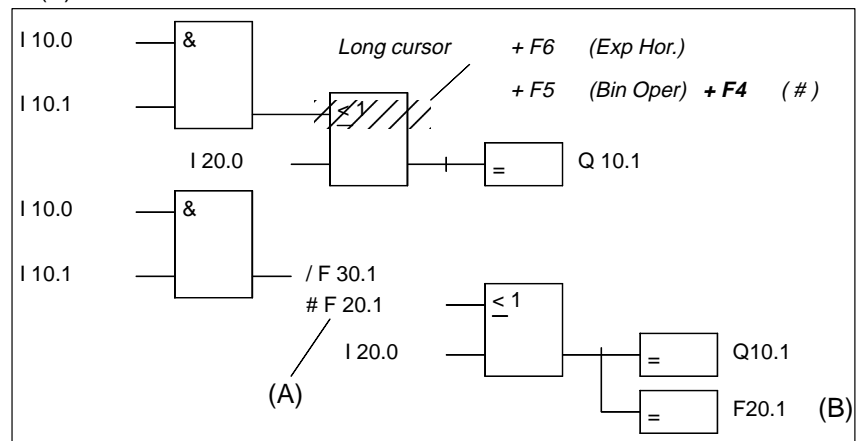 I 10.0
&
Long cursor + F6 (Exp Hor.)
I 10.1
< 1
+ F5 (Bin Oper) + F4 ( # )
I 20.0
=
Q 10.1
I 10.0
&
I 10.1
/ F 30.1
# F 20.1
< 1
I 20.0
=
Q10.1
(A)
=
F20.1 (B)